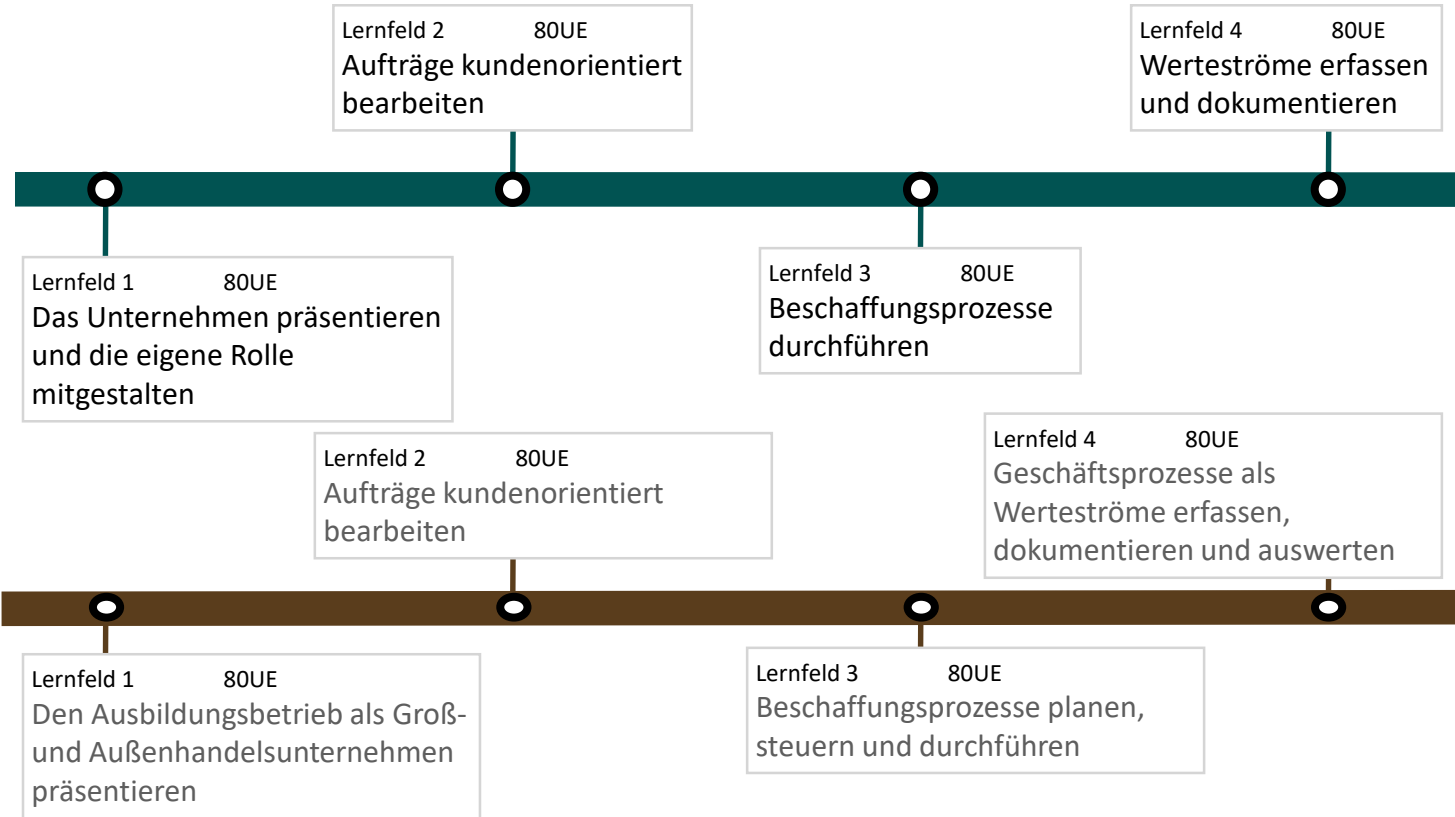 Lernfeld 2 80UE
Aufträge kundenorientiert
bearbeiten
Lernfeld 4 80UE
Werteströme erfassen
und dokumentieren
Lernfeld 1 80UE
Das Unternehmen präsentieren
und die eigene Rolle
mitgestalten
Lernfeld 3 80UE
Beschaffungsprozesse
durchführen
Lernfeld 2 80UE
Aufträge kundenorientiert
bearbeiten
Lernfeld 4 80UE
Geschäftsprozesse als
Werteströme erfassen,
dokumentieren und auswerten
Lernfeld 1 80UE
Den Ausbildungsbetrieb als Groß-
und Außenhandelsunternehmen
präsentieren
Lernfeld 3 80UE
Beschaffungsprozesse planen,
steuern und durchführen